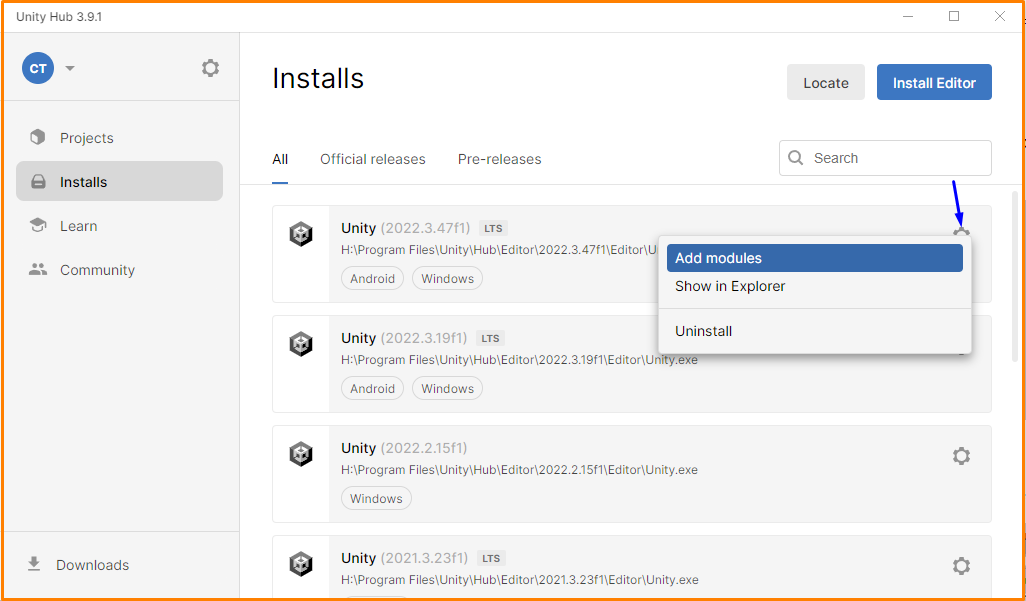 Unity Hub 3.9.1
CT
Projects
Installs
Learn
Community
Downloads
Installs
Locate
Install Editor
All Official releases Pre-releases
Search
Unity (2022.3.47f1) LTS
H:\Program Files\Unity\Hub\Editor\2022.3.47f1\Editor\U
Android Windows
Add modules
Show in Explorer
Uninstall
Unity (2022.3.19f1) LTS
H:\Program Files\Unity\Hub\Editor\2022.3.19f1\Editor\Unity.exe
Android Windows
Unity (2022.2.15f1)
H:\Program Files\Unity\Hub\Editor\2022.2.15f1\Editor\Unity.exe
Windows
Unity (2021.3.23f1) LTS
H:\Program Files\Unity\Hub\Editor\2021.3.23f1\Editor\Unity.exe